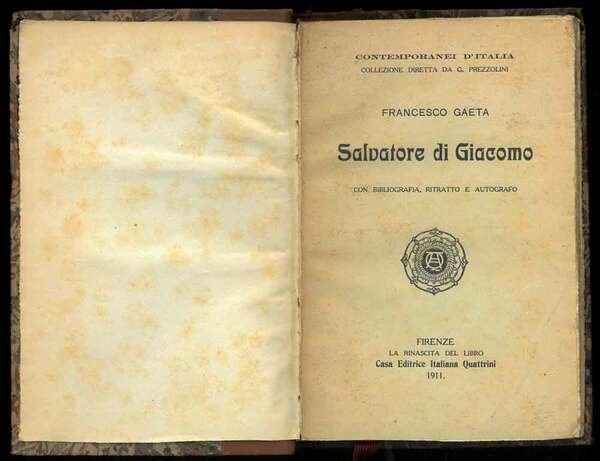 CONTEMPORANEI D'ITALIA
COLLEZIONE DIRETTA DA G. PREZZOLINI
FRANCESCO GAETA
Salvatore di Giacomo
CON BIBLIOGRAFIA, RITRATTO E AUTOGRAFO
FIRENZE
LA RINASCITA DEL LIBRO
Casa Editrice Italiana Quattrini
1911.